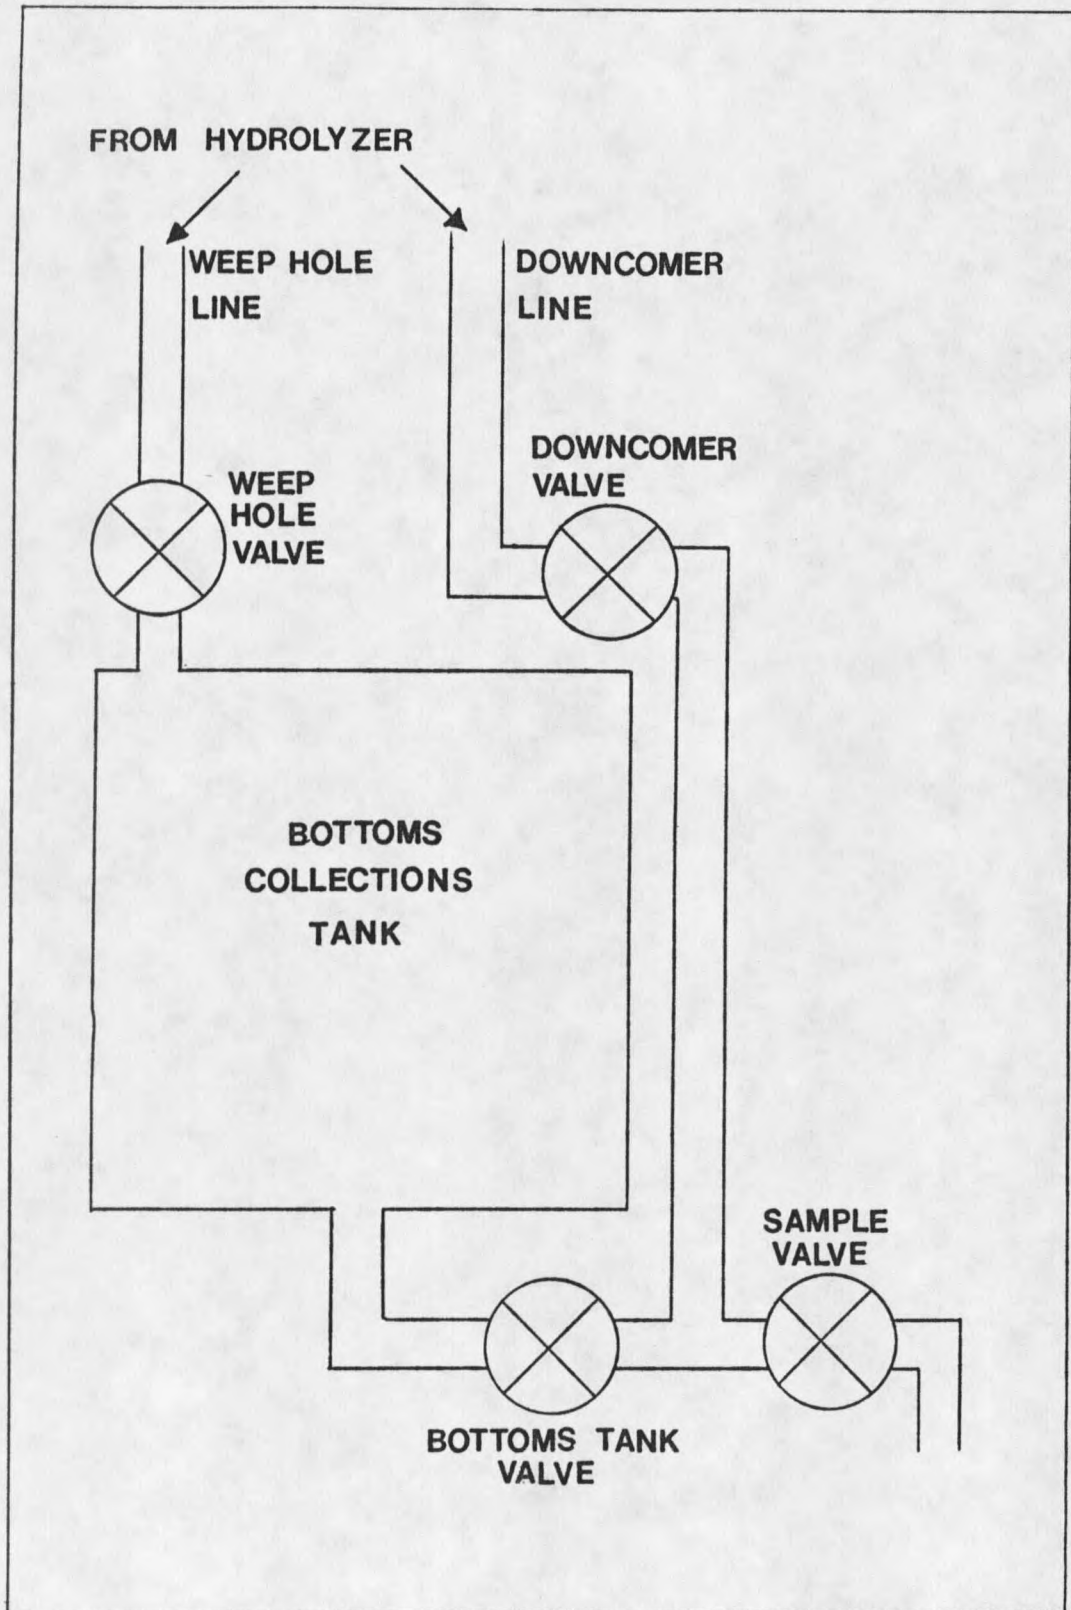 FROM HYDROLYZER
WEEP HOLE
LINE
DOWNCOMER
LINE
DOWNCOMER
VALVE
WEEP
HOLE
VALVE
BOTTOMS
COLLECTIONS
TANK
SAMPLE
VALVE
BOTTOMS TANK
VALVE